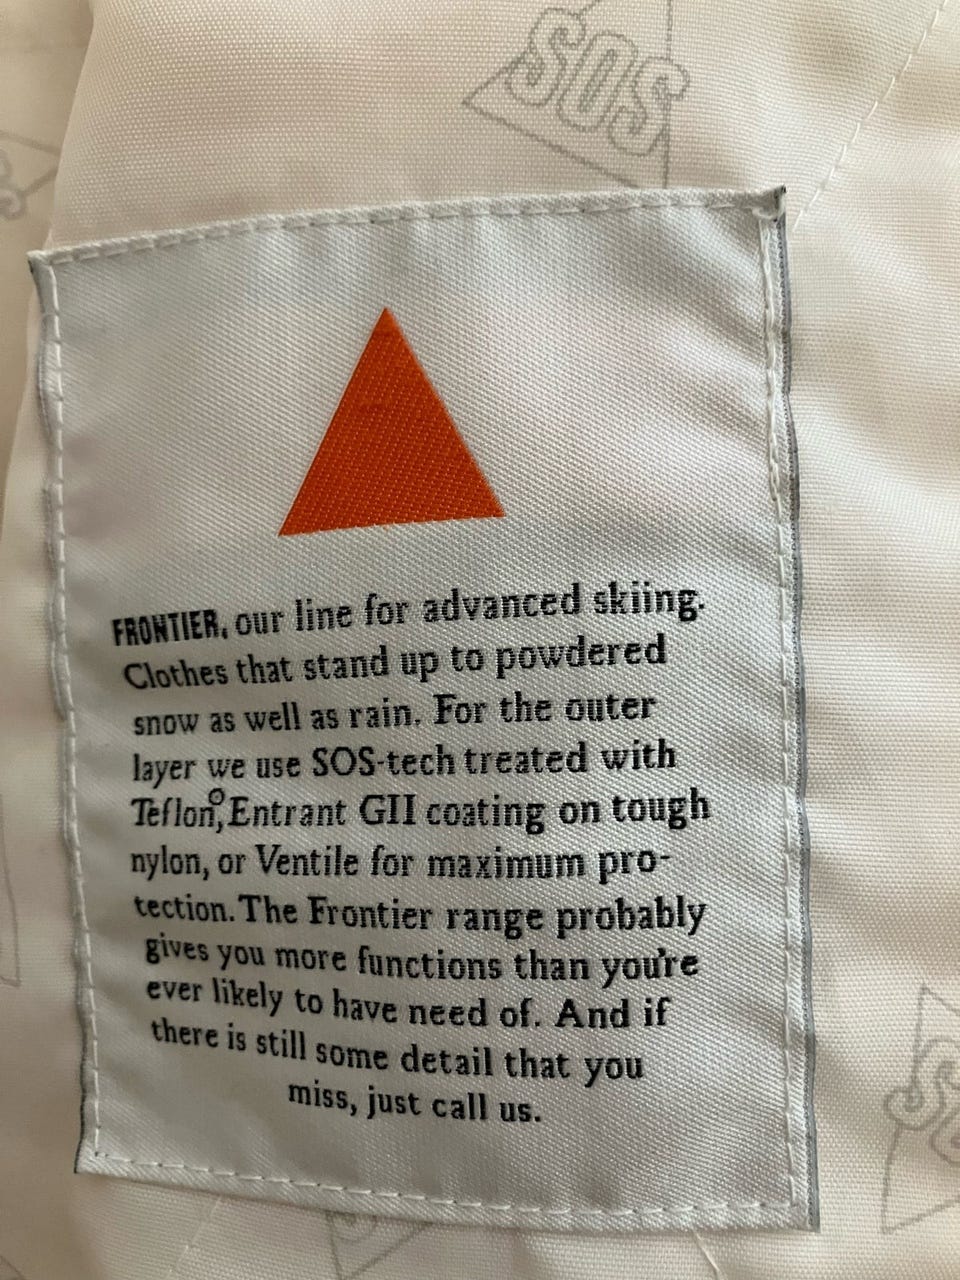 SOS
FRONTIER, our line for advanced skiing.
Clothes that stand up to powdered
snow as well as rain. For the outer
layer we use SOS-tech treated with
Teflon®, Entrant GII coating on tough
nylon, or Ventile for maximum pro-
tection. The Frontier range probably
gives you more functions than you're
ever likely to have need of. And if
there is still some detail that you
miss, just call us.